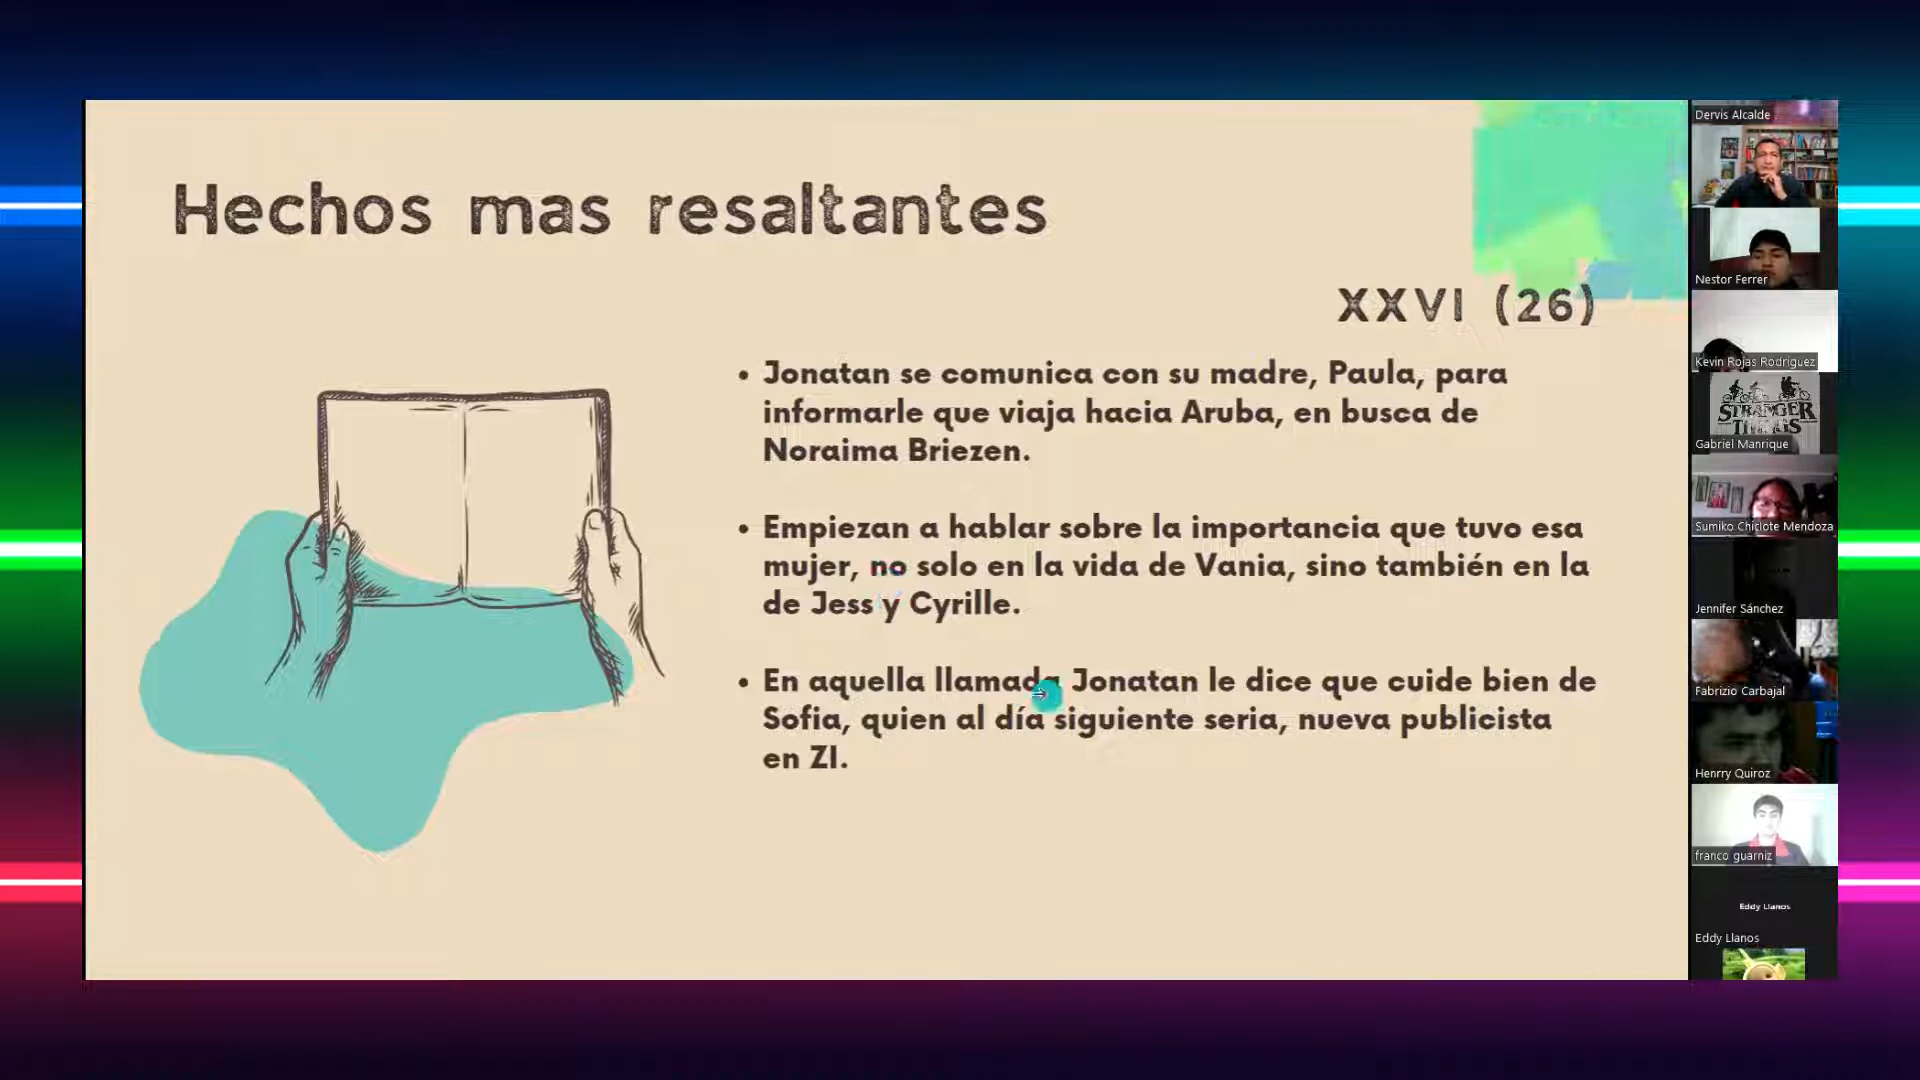 Hechos mas resaltantes
XXVI (26)
• Jonatan se comunica con su madre, Paula, para
informarle que viaja hacia Aruba, en busca de
Noraima Briezen.
• Empiezan a hablar sobre la importancia que tuvo esa
mujer, no solo en la vida de Vania, sino también en la
de Jess y Cyrille.
• En aquella llamada Jonatan le dice que cuide bien de
Sofia, quien al día siguiente seria, nueva publicista
en ZI.
Dervis Alcalde
Nestor Ferrer
Kevin Rojas Rodriguez
STRANGER
THINGS
Gabriel Manrique
Sumiko Chiclote Mendoza
Jennifer Sánchez
Fabrizio Carbajal
Henrry Quiroz
franco guarniz
Eddy Llanos
Eddy Llanos